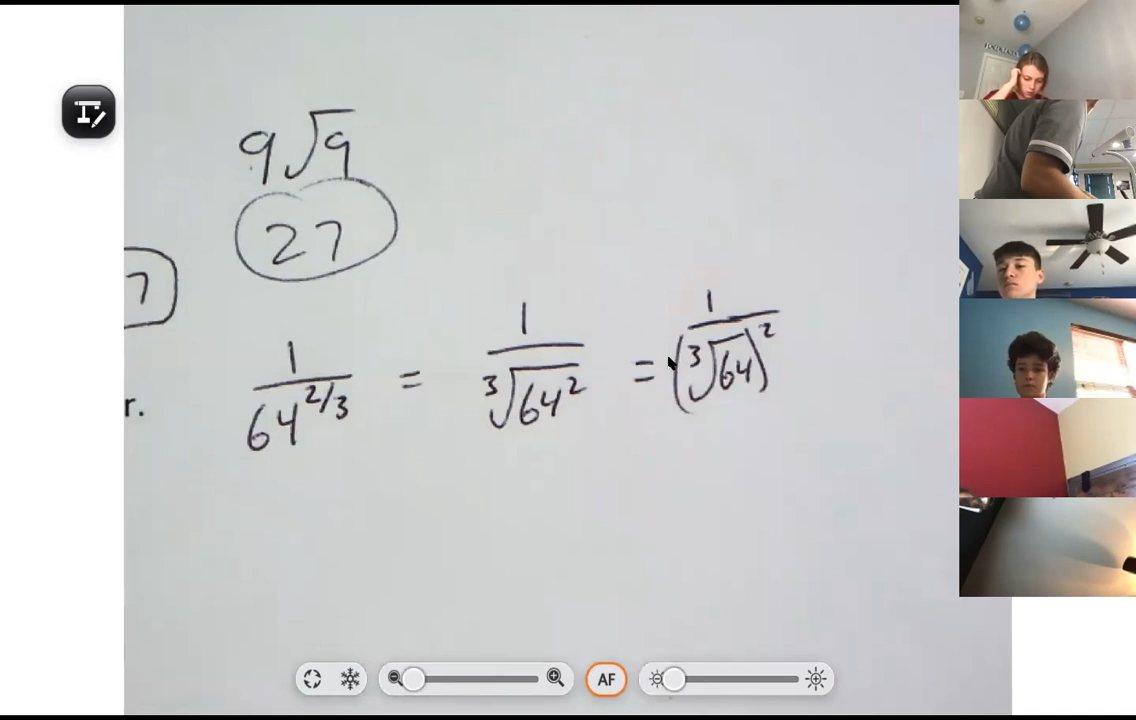 9√9
27
7
r.
1/64^2/3 = 1/∛64² = 1/(∛64)²
AF